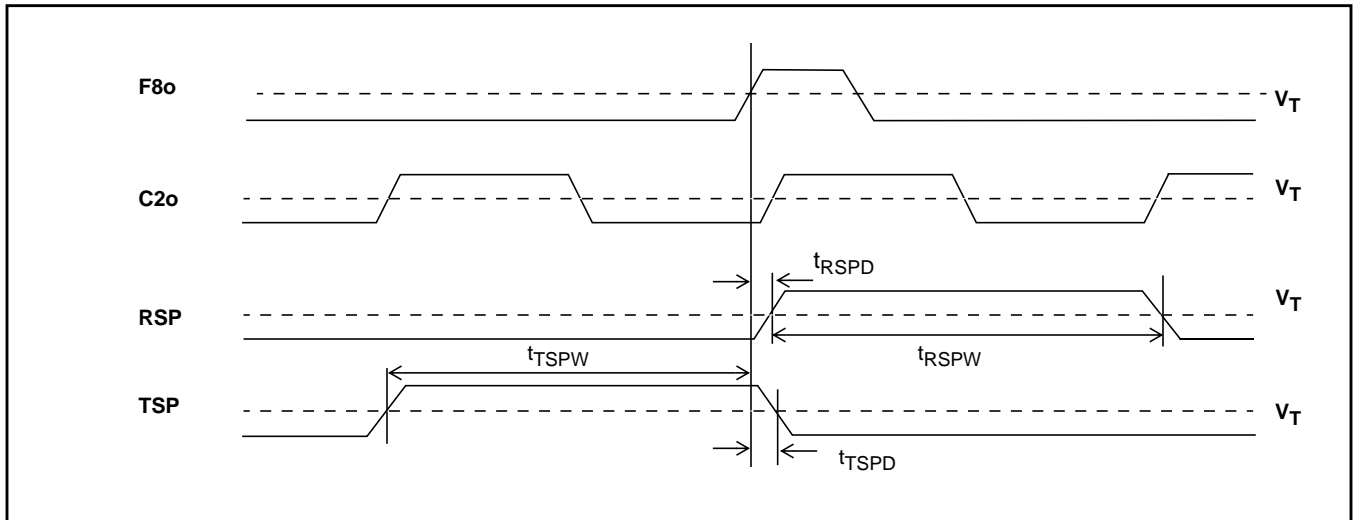 F8o
V_T
C2o
V_T
t_RSPD
RSP
V_T
t_TSPW
t_RSPW
TSP
V_T
t_TSPD